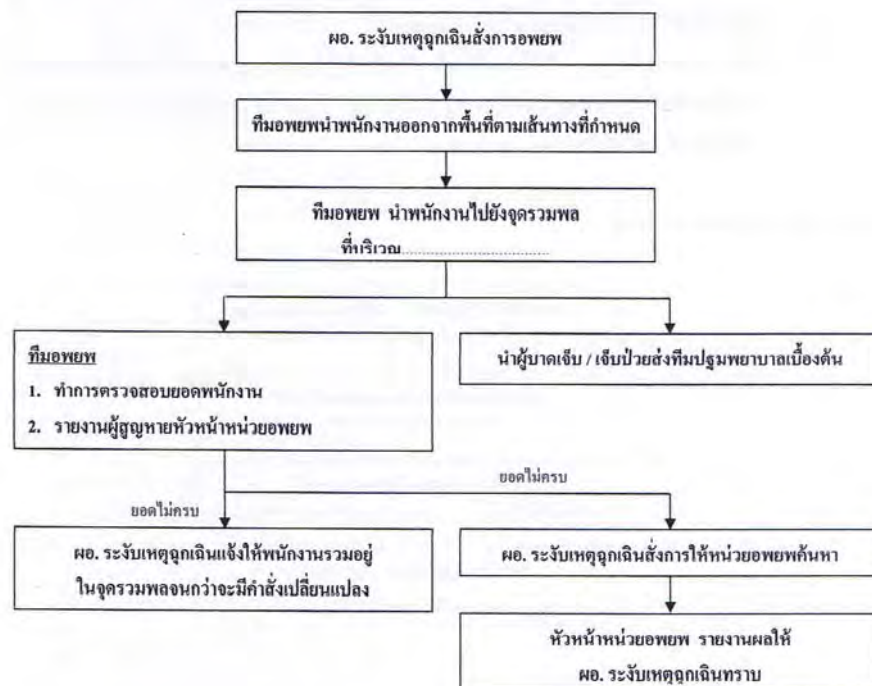 ผอ. ระงับเหตุฉุกเฉินสั่งการอพยพ
ทีมอพยพนำพนักงานออกจากพื้นที่ตามเส้นทางที่กำหนด
ทีมอพยพ นำพนักงานไปยังจุดรวมพล
ที่บริเวณ........................................
ทีมอพยพ
1. ทำการตรวจสอบยอดพนักงาน
2. รายงานผู้สูญหายหัวหน้าหน่วยอพยพ
นำผู้บาดเจ็บ / เจ็บป่วยส่งทีมปฐมพยาบาลเบื้องต้น
ยอดไม่ครบ
ยอดไม่ครบ
ผอ. ระงับเหตุฉุกเฉินแจ้งให้พนักงานรวมอยู่
ในจุดรวมพลจนกว่าจะมีคำสั่งเปลี่ยนแปลง
ผอ. ระงับเหตุฉุกเฉินสั่งการให้หน่วยอพยพค้นหา
หัวหน้าหน่วยอพยพ รายงานผลให้
ผอ. ระงับเหตุฉุกเฉินทราบ